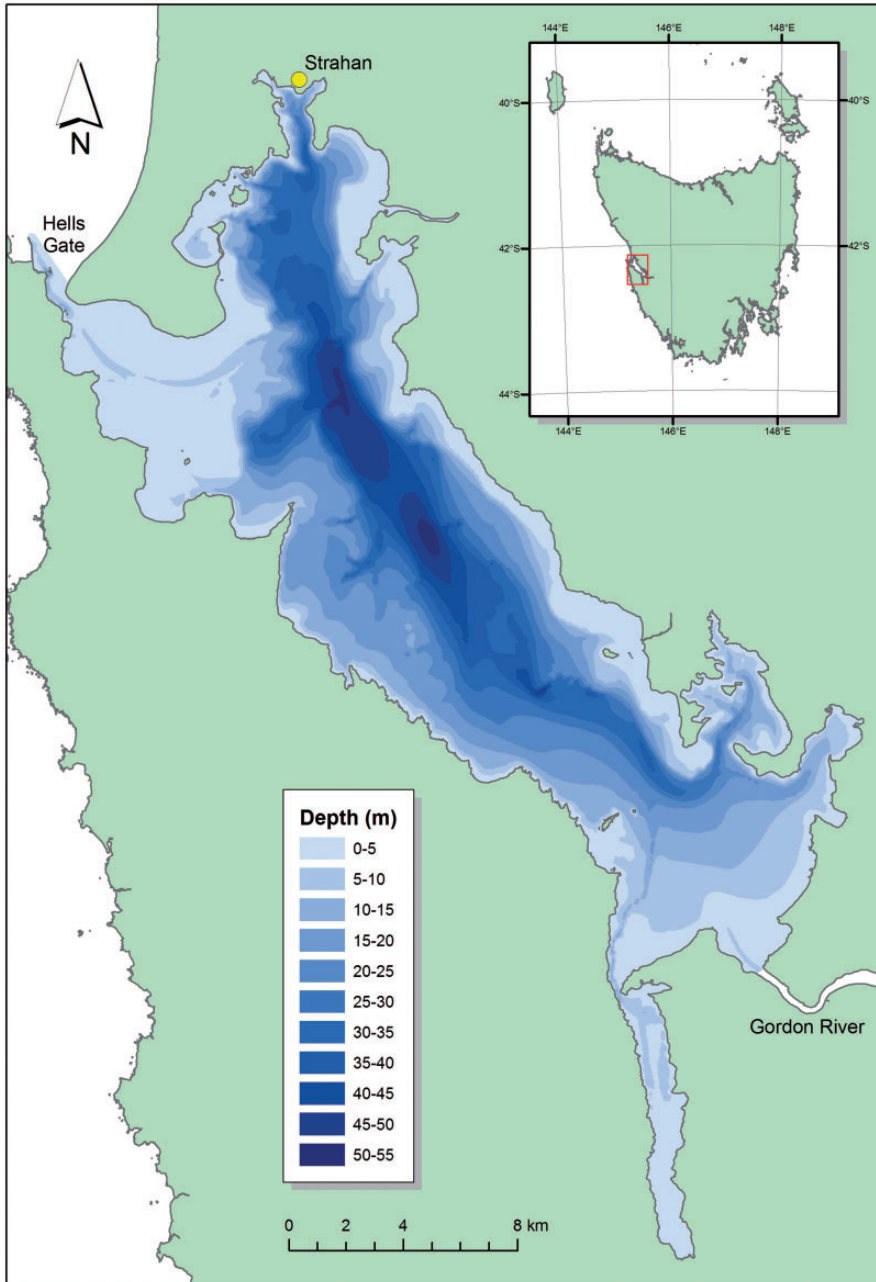 Strahan
N
Hells
Gate
144°E
146°E
148°E
40°S
40°S
42°S
42°S
44°S
144°E
146°E
148°E
Depth (m)
0-5
5-10
10-15
15-20
20-25
25-30
30-35
35-40
40-45
45-50
50-55
Gordon River
0 2 4 8 km